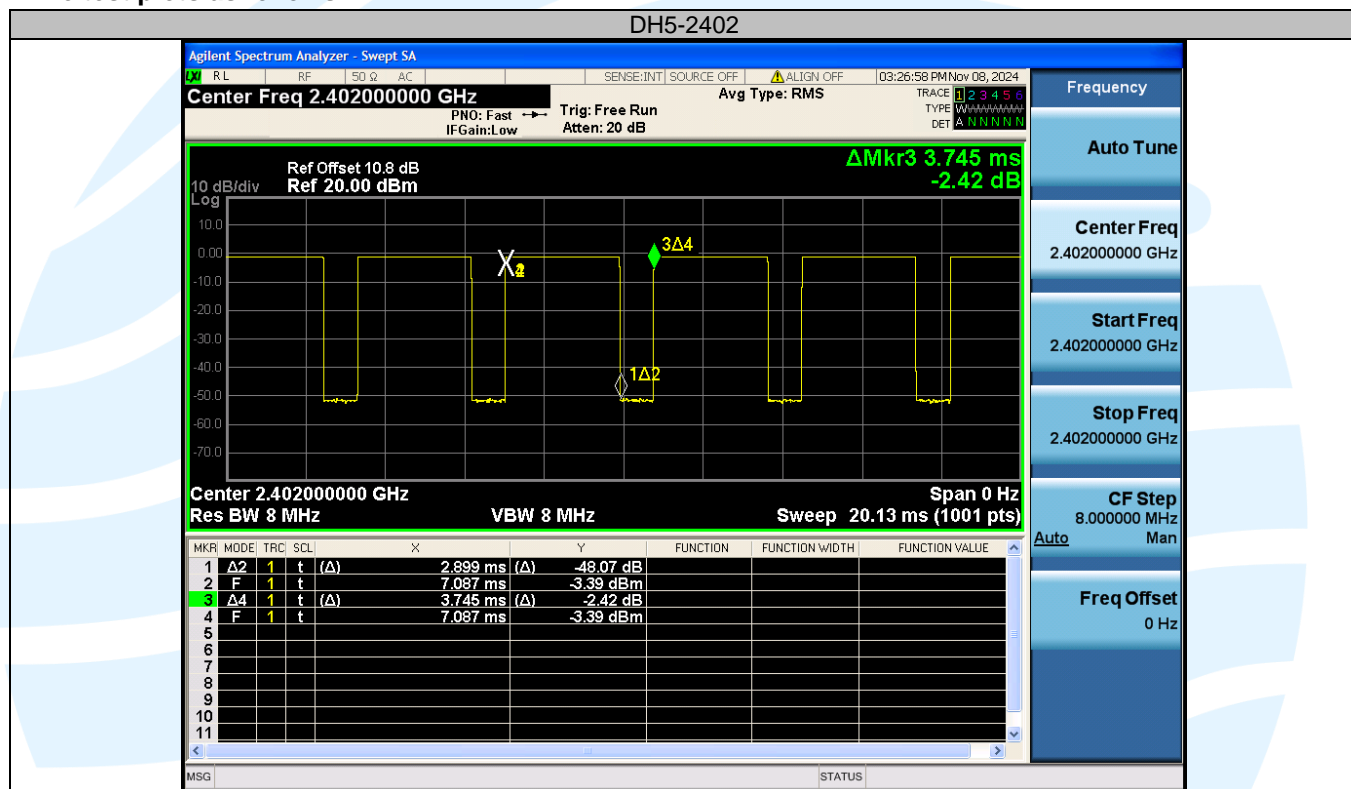 DH5-2402
Agilent Spectrum Analyzer - Swept SA
LXI RL RF 50 Ω AC SENSE:INT SOURCE OFF ALIGN OFF 03:26:58 PM Nov 08, 2024
Center Freq 2.402000000 GHz
PNO: Fast
IFGain:Low
Trig: Free Run
Atten: 20 dB
Avg Type: RMS
TRACE 1 2 3 4 5 6
TYPE
DET A N N N N N
ΔMkr3 3.745 ms
-2.42 dB
Ref Offset 10.8 dB
Ref 20.00 dBm
10 dB/div
Log
10.0
0.00
-10.0
-20.0
-30.0
-40.0
-50.0
-60.0
-70.0
3Δ4
1Δ2
Center 2.402000000 GHz Span 0 Hz
Res BW 8 MHz VBW 8 MHz Sweep 20.13 ms (1001 pts)
MKR MODE TRC SCL X Y FUNCTION FUNCTION WIDTH FUNCTION VALUE
1 Δ2 1 t (Δ) 2.899 ms (Δ) -48.07 dB
2 F 1 t 7.087 ms -3.39 dBm
3 Δ4 1 t (Δ) 3.745 ms (Δ) -2.42 dB
4 F 1 t 7.087 ms -3.39 dBm
5
6
7
8
9
10
11
MSG STATUS
Frequency
Auto Tune
Center Freq
2.402000000 GHz
Start Freq
2.402000000 GHz
Stop Freq
2.402000000 GHz
CF Step
8.000000 MHz
Auto Man
Freq Offset
0 Hz